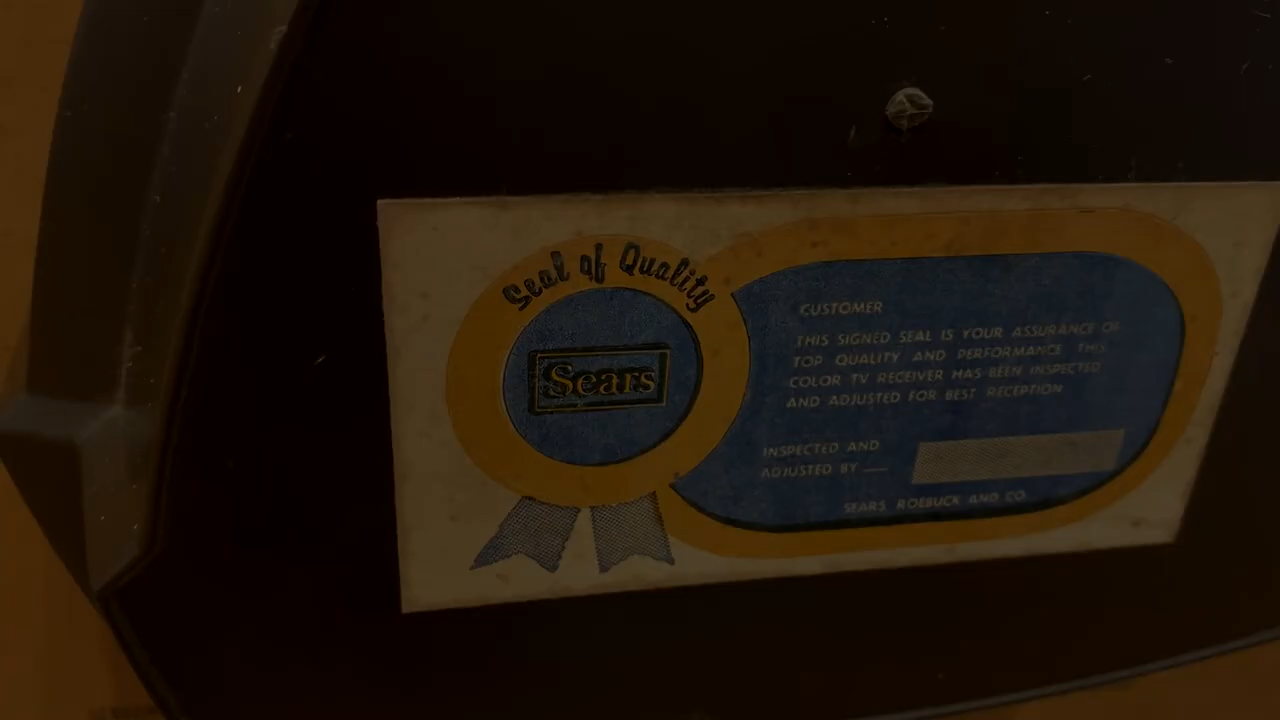 Seal of Quality
Sears
CUSTOMER
THIS SIGNED SEAL IS YOUR ASSURANCE OF
TOP QUALITY AND PERFORMANCE THIS
COLOR TV RECEIVER HAS BEEN INSPECTED
AND ADJUSTED FOR BEST RECEPTION
INSPECTED AND
ADJUSTED BY
SEARS, ROEBUCK AND CO.